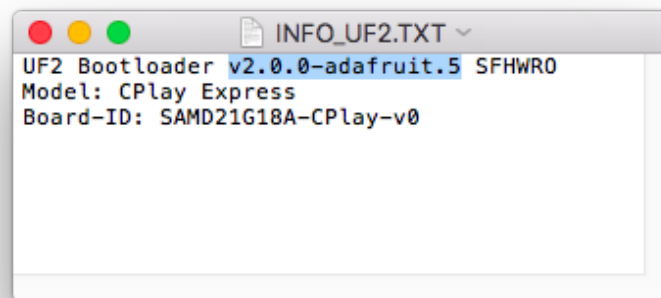 INFO_UF2.TXT
UF2 Bootloader v2.0.0-adafruit.5 SFHWRO
Model: CPlay Express
Board-ID: SAMD21G18A-CPlay-v0